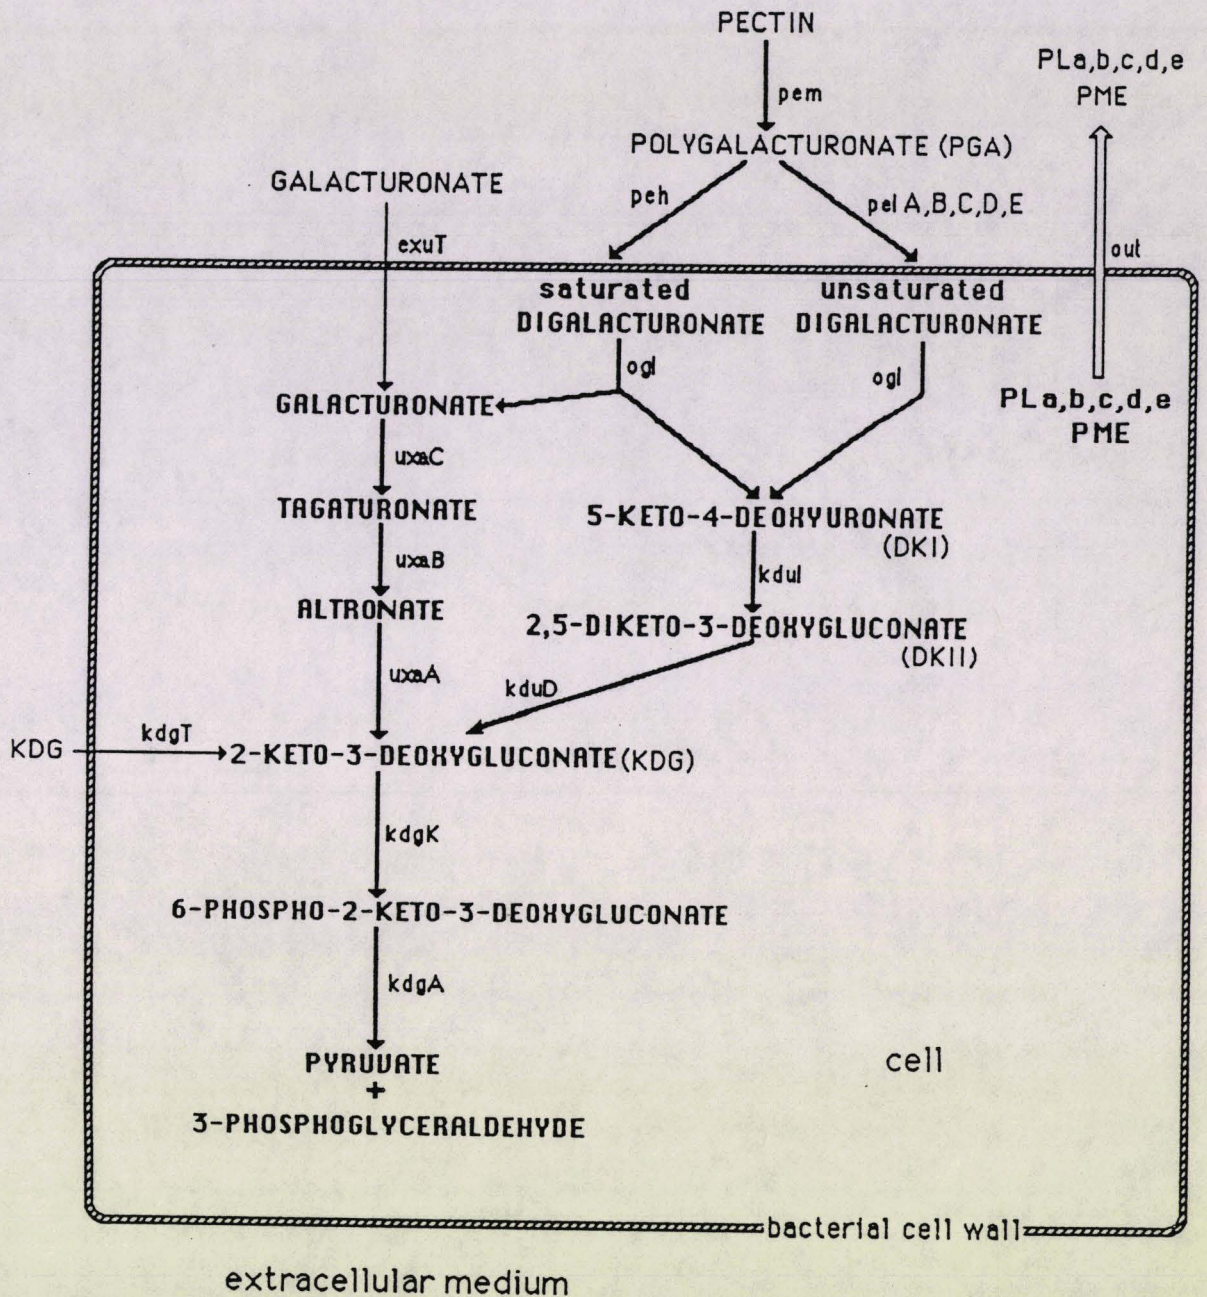 PECTIN
PLa,b,c,d,e
PME
pem
POLYGALACTURONATE (PGA)
GALACTURONATE
peh
pel A,B,C,D,E
exuT
out
saturated
DIGALACTURONATE
unsaturated
DIGALACTURONATE
ogl
ogl
GALACTURONATE
PLa,b,c,d,e
PME
uxaC
TAGATURONATE
5-KETO-4-DEOXYURONATE
(DKI)
uxaB
kduI
ALTRONATE
2,5-DIKETO-3-DEOXYGLUCONATE
(DKII)
uxaA
kduD
KDG
kdgT
2-KETO-3-DEOXYGLUCONATE(KDG)
kdgK
6-PHOSPHO-2-KETO-3-DEOXYGLUCONATE
kdgA
PYRUVATE
+
3-PHOSPHOGLYCERALDEHYDE
cell
bacterial cell wall
extracellular medium